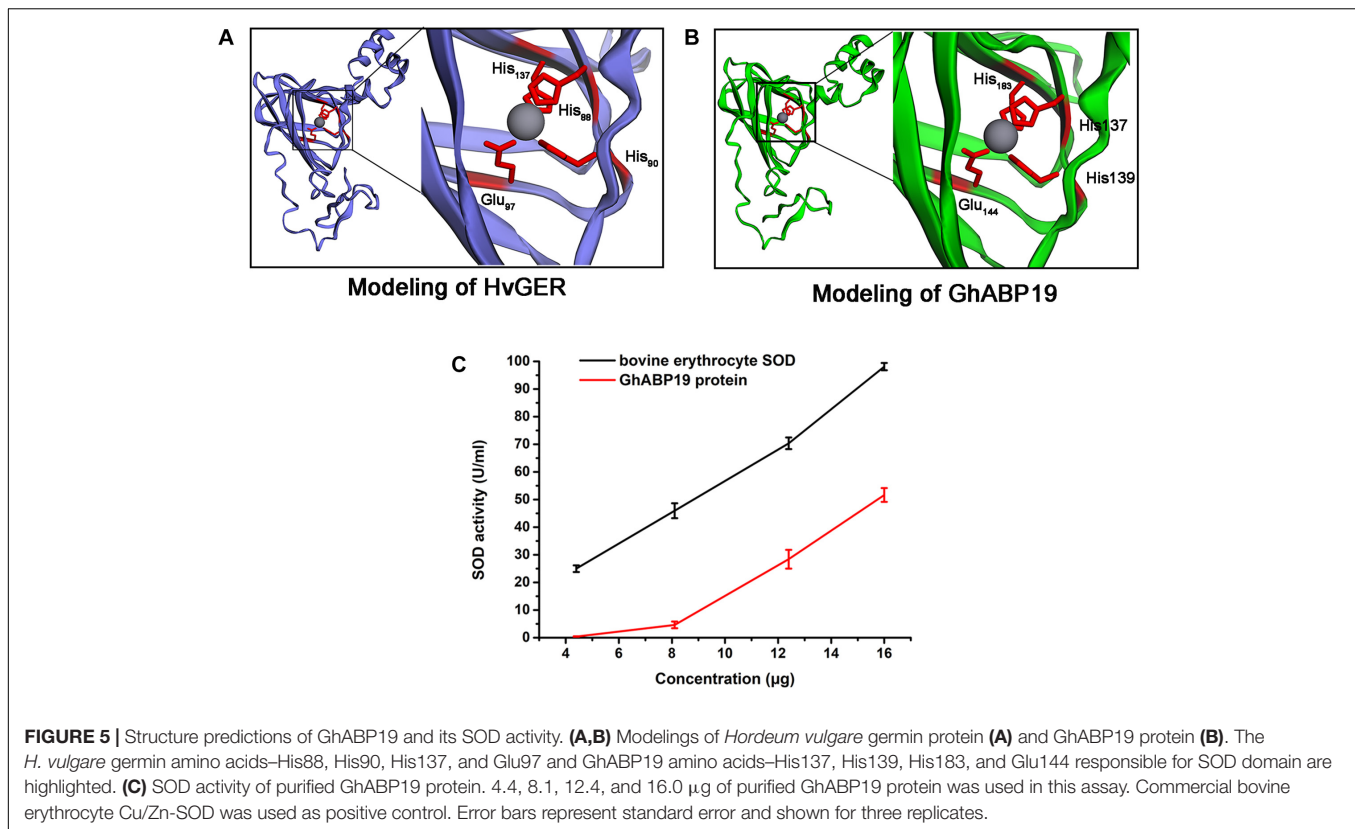 A
His137
His88
His90
Glu97
Modeling of HvGER
B
His183
His137
His139
Glu144
Modeling of GhABP19
C
bovine erythrocyte SOD
GhABP19 protein
SOD activity (U/ml)
100
90
80
70
60
50
40
30
20
10
0
4 6 8 10 12 14 16
Concentration (µg)
FIGURE 5 | Structure predictions of GhABP19 and its SOD activity. (A,B) Modelings of Hordeum vulgare germin protein (A) and GhABP19 protein (B). The
H. vulgare germin amino acids–His88, His90, His137, and Glu97 and GhABP19 amino acids–His137, His139, His183, and Glu144 responsible for SOD domain are
highlighted. (C) SOD activity of purified GhABP19 protein. 4.4, 8.1, 12.4, and 16.0 µg of purified GhABP19 protein was used in this assay. Commercial bovine
erythrocyte Cu/Zn-SOD was used as positive control. Error bars represent standard error and shown for three replicates.